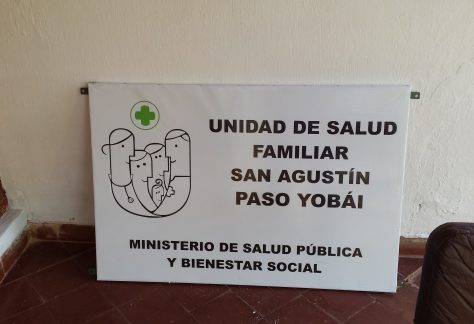 UNIDAD DE SALUD
FAMILIAR
SAN AGUSTÍN
PASO YOBÁI
MINISTERIO DE SALUD PÚBLICA
Y BIENESTAR SOCIAL